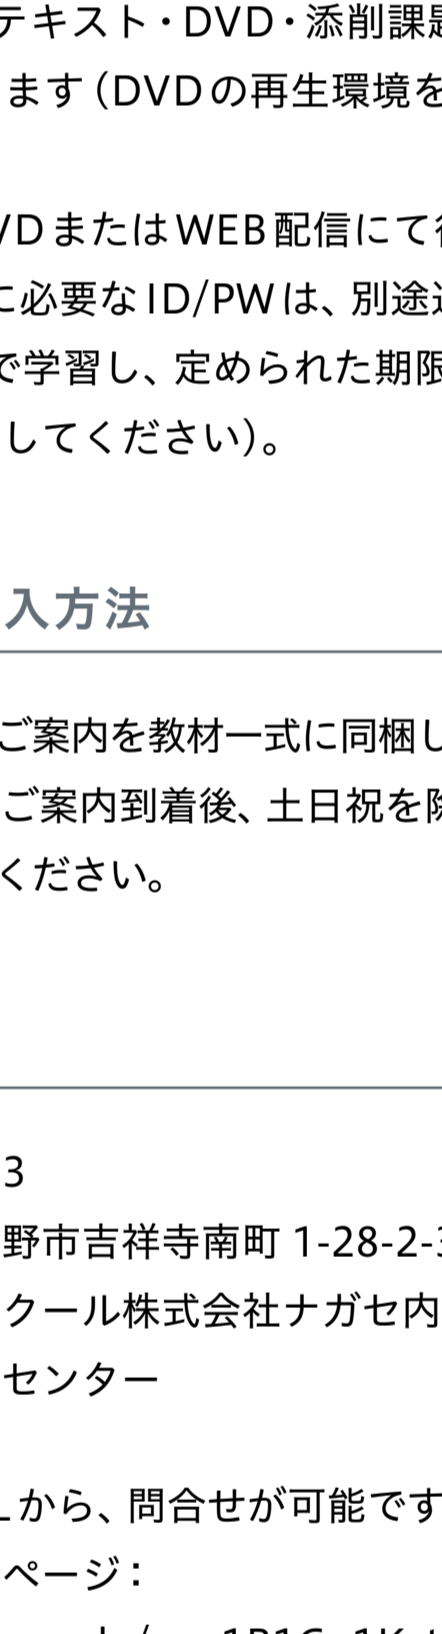 テキスト・DVD・添削課
ます（DVDの再生環境を
VDまたはWEB配信にて
に必要なID/PWは、別途
で学習し、定められた期限
してください）。
入方法
ご案内を教材一式に同梱し
ご案内到着後、土日祝を除
ください。
3
野市吉祥寺南町 1-28-2-3
クール株式会社ナガセ内
センター
から、問合せが可能です
ページ：